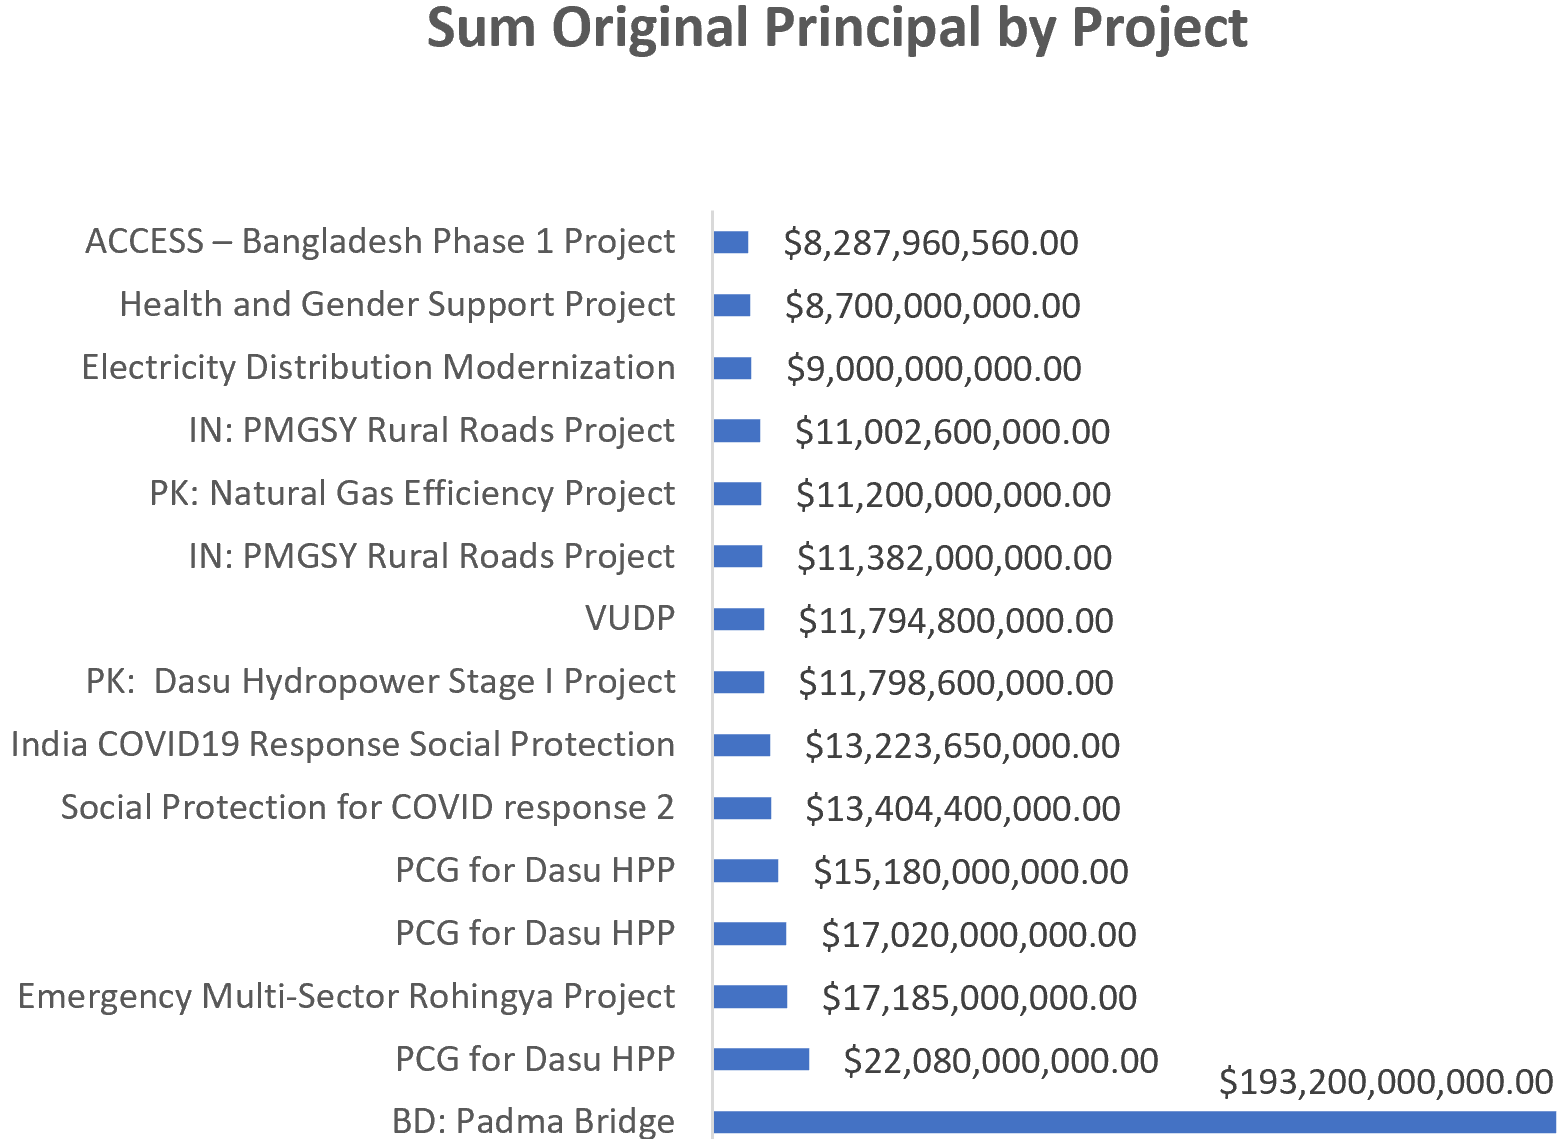 Sum Original Principal by Project
ACCESS – Bangladesh Phase 1 Project $8,287,960,560.00
Health and Gender Support Project $8,700,000,000.00
Electricity Distribution Modernization $9,000,000,000.00
IN: PMGSY Rural Roads Project $11,002,600,000.00
PK: Natural Gas Efficiency Project $11,200,000,000.00
IN: PMGSY Rural Roads Project $11,382,000,000.00
VUDP $11,794,800,000.00
PK:  Dasu Hydropower Stage I Project $11,798,600,000.00
India COVID19 Response Social Protection $13,223,650,000.00
Social Protection for COVID response 2 $13,404,400,000.00
PCG for Dasu HPP $15,180,000,000.00
PCG for Dasu HPP $17,020,000,000.00
Emergency Multi-Sector Rohingya Project $17,185,000,000.00
PCG for Dasu HPP $22,080,000,000.00
BD: Padma Bridge $193,200,000,000.00